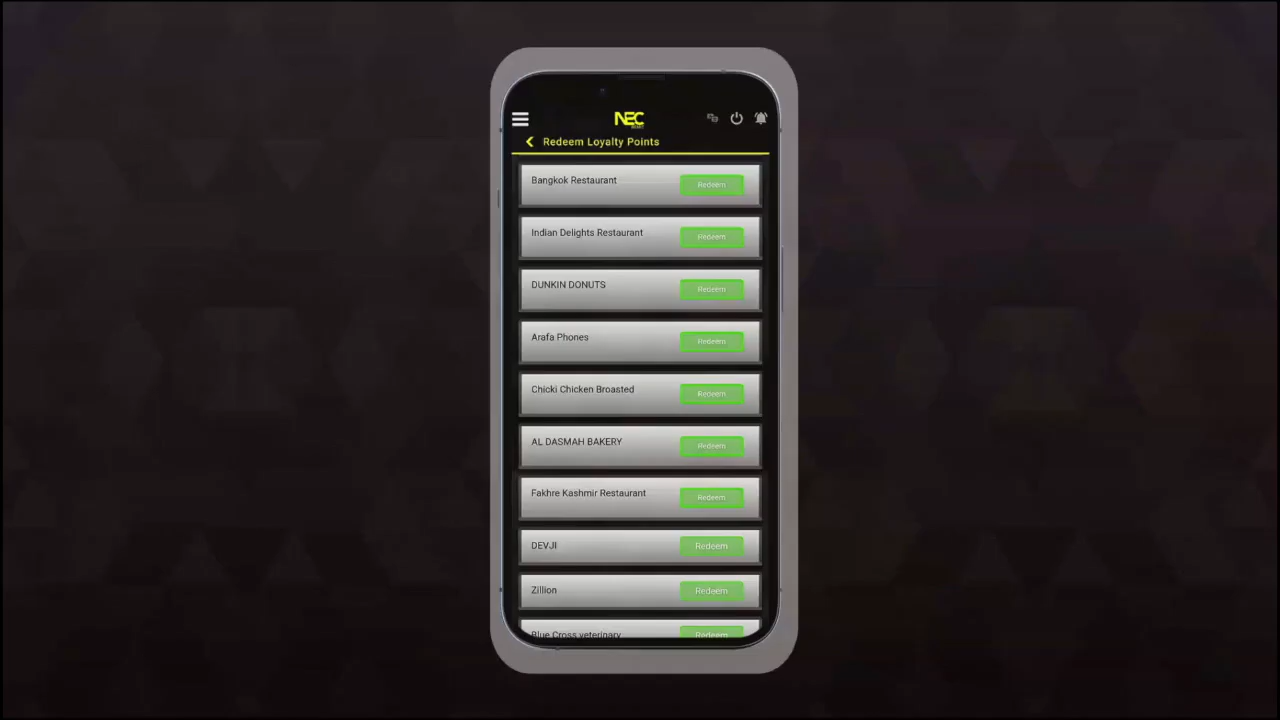 NEC
Redeem Loyalty Points
Bangkok Restaurant
Redeem
Indian Delights Restaurant
Redeem
DUNKIN DONUTS
Redeem
Arafa Phones
Redeem
Chicki Chicken Broasted
Redeem
AL DASMAH BAKERY
Redeem
Fakhre Kashmir Restaurant
Redeem
DEVJI
Redeem
Zillion
Redeem
Blue Cross veterinary
Redeem